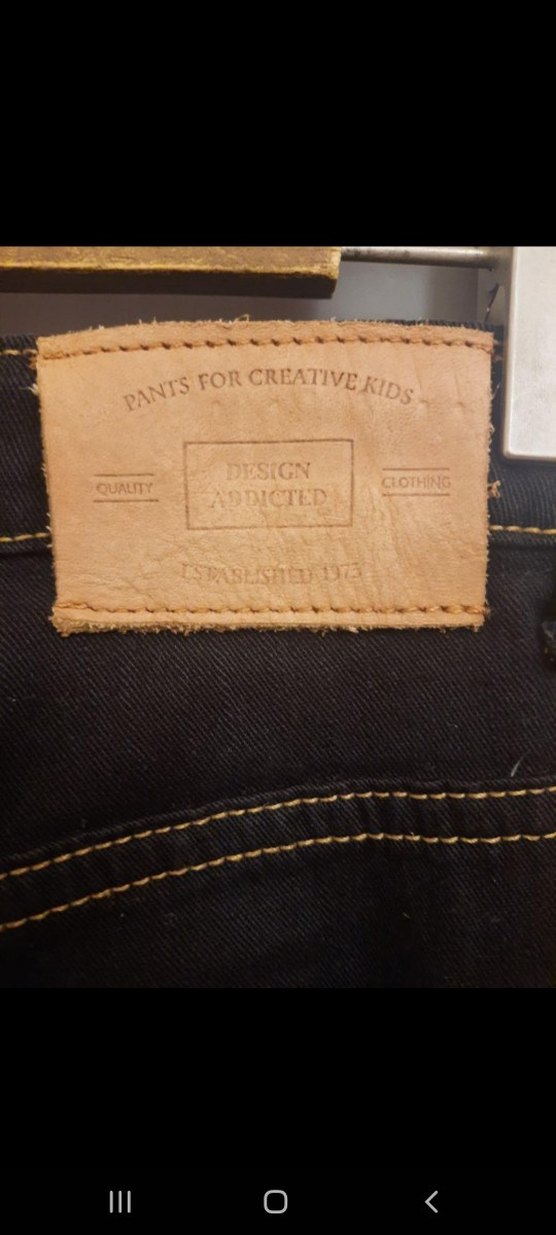 PANTS FOR CREATIVE KIDS
DESIGN
ADDICTED
QUALITY
CLOTHING
ESTABLISHED 1973